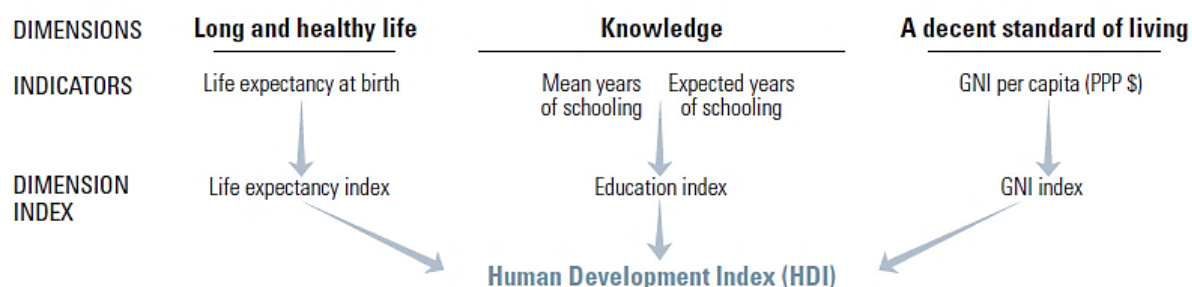 DIMENSIONS Long and healthy life Knowledge A decent standard of living
INDICATORS Life expectancy at birth Mean years Expected years GNI per capita (PPP $)
of schooling of schooling
DIMENSION Life expectancy index Education index GNI index
INDEX
Human Development Index (HDI)